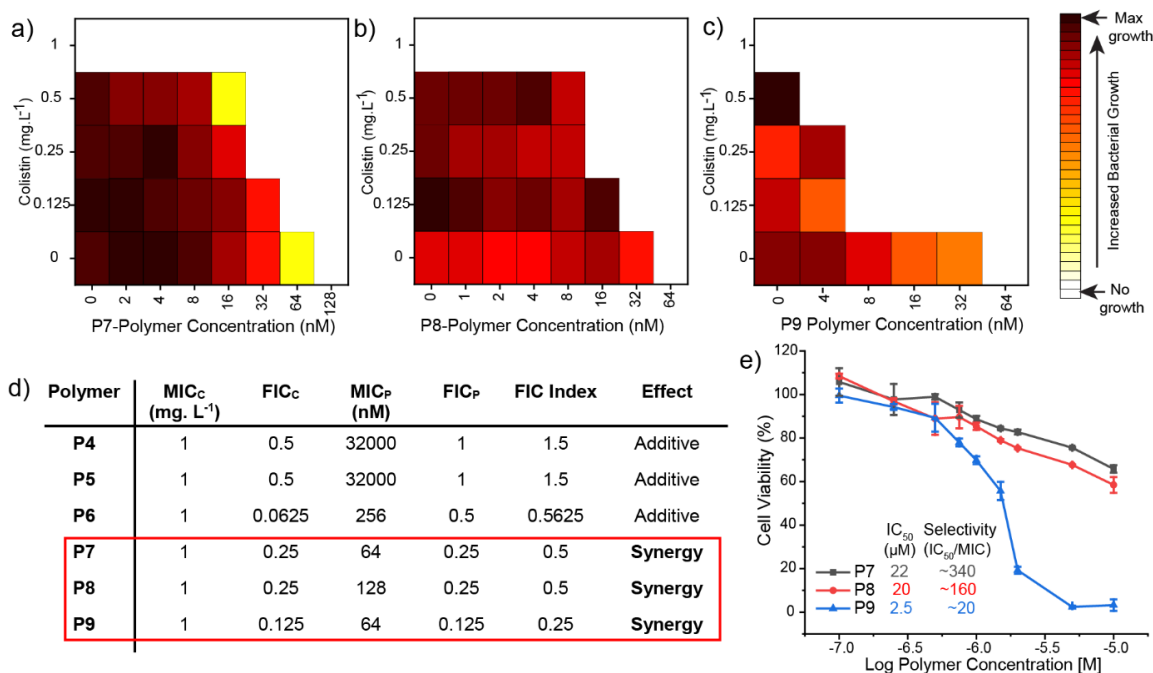 a)
Colistin (mg.L⁻¹)
1
0.5
0.25
0.125
0
0 2 4 8 16 32 64 128
P7-Polymer Concentration (nM)
b)
Colistin (mg.L⁻¹)
1
0.5
0.25
0.125
0
0 1 2 4 8 16 32 64
P8-Polymer Concentration (nM)
c)
Colistin (mg.L⁻¹)
1
0.5
0.25
0.125
0
0 4 8 16 32 64
P9 Polymer Concentration (nM)
Max growth
Increased Bacterial Growth
No growth
d)
Polymer MICC (mg. L⁻¹) FICC MICP (nM) FICP FIC Index Effect
P4 1 0.5 32000 1 1.5 Additive
P5 1 0.5 32000 1 1.5 Additive
P6 1 0.0625 256 0.5 0.5625 Additive
P7 1 0.25 64 0.25 0.5 Synergy
P8 1 0.25 128 0.25 0.5 Synergy
P9 1 0.125 64 0.125 0.25 Synergy
e)
Cell Viability (%)
120
100
80
60
40
20
0
IC₅₀ (µM) Selectivity (IC₅₀/MIC)
P7 22 ~340
P8 20 ~160
P9 2.5 ~20
-7.0 -6.5 -6.0 -5.5 -5.0
Log Polymer Concentration [M]